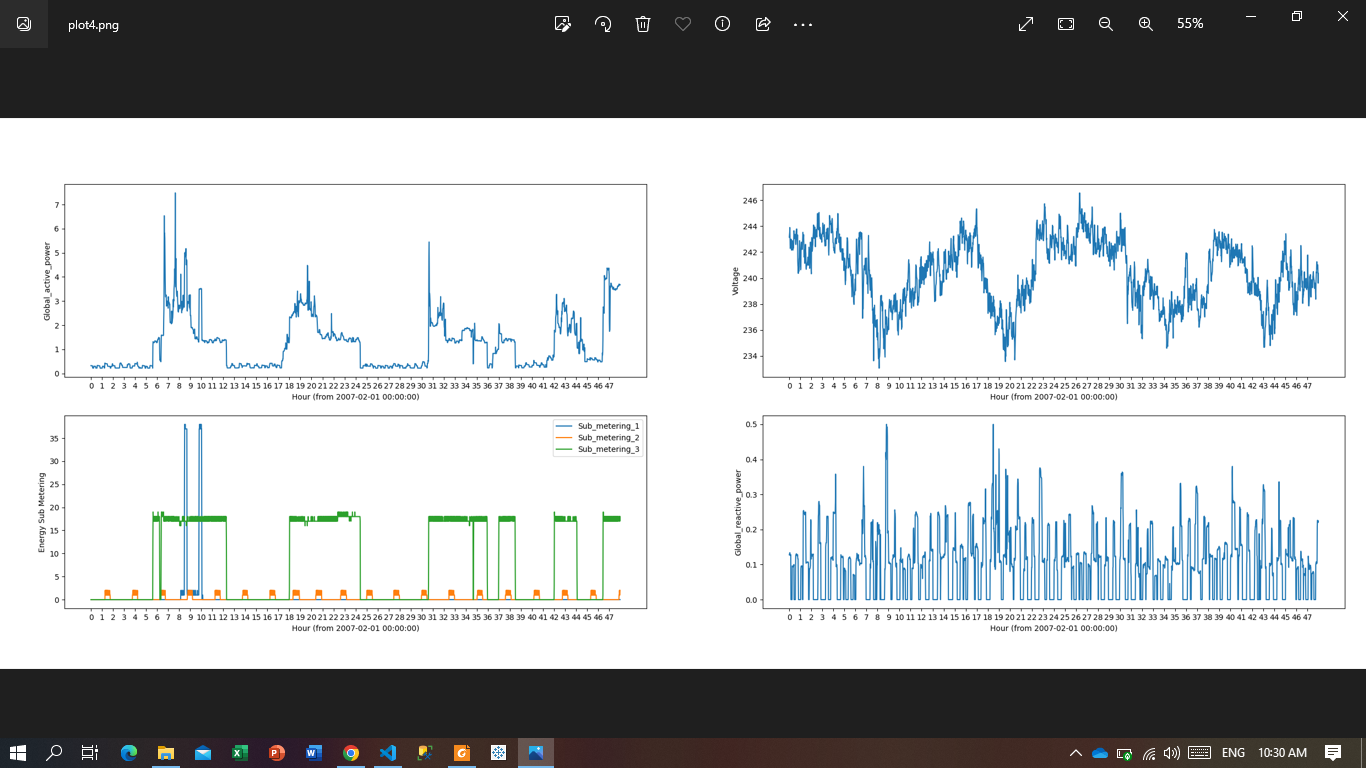 plot4.png
55%
Global_active_power
7
6
5
4
3
2
1
0
0 1 2 3 4 5 6 7 8 9 10 11 12 13 14 15 16 17 18 19 20 21 22 23 24 25 26 27 28 29 30 31 32 33 34 35 36 37 38 39 40 41 42 43 44 45 46 47
Hour (from 2007-02-01 00:00:00)
Voltage
246
244
242
240
238
236
234
0 1 2 3 4 5 6 7 8 9 10 11 12 13 14 15 16 17 18 19 20 21 22 23 24 25 26 27 28 29 30 31 32 33 34 35 36 37 38 39 40 41 42 43 44 45 46 47
Hour (from 2007-02-01 00:00:00)
Energy Sub Metering
35
30
25
20
15
10
5
0
Sub_metering_1
Sub_metering_2
Sub_metering_3
0 1 2 3 4 5 6 7 8 9 10 11 12 13 14 15 16 17 18 19 20 21 22 23 24 25 26 27 28 29 30 31 32 33 34 35 36 37 38 39 40 41 42 43 44 45 46 47
Hour (from 2007-02-01 00:00:00)
Global_reactive_power
0.5
0.4
0.3
0.2
0.1
0.0
0 1 2 3 4 5 6 7 8 9 10 11 12 13 14 15 16 17 18 19 20 21 22 23 24 25 26 27 28 29 30 31 32 33 34 35 36 37 38 39 40 41 42 43 44 45 46 47
Hour (from 2007-02-01 00:00:00)
ENG
10:30 AM